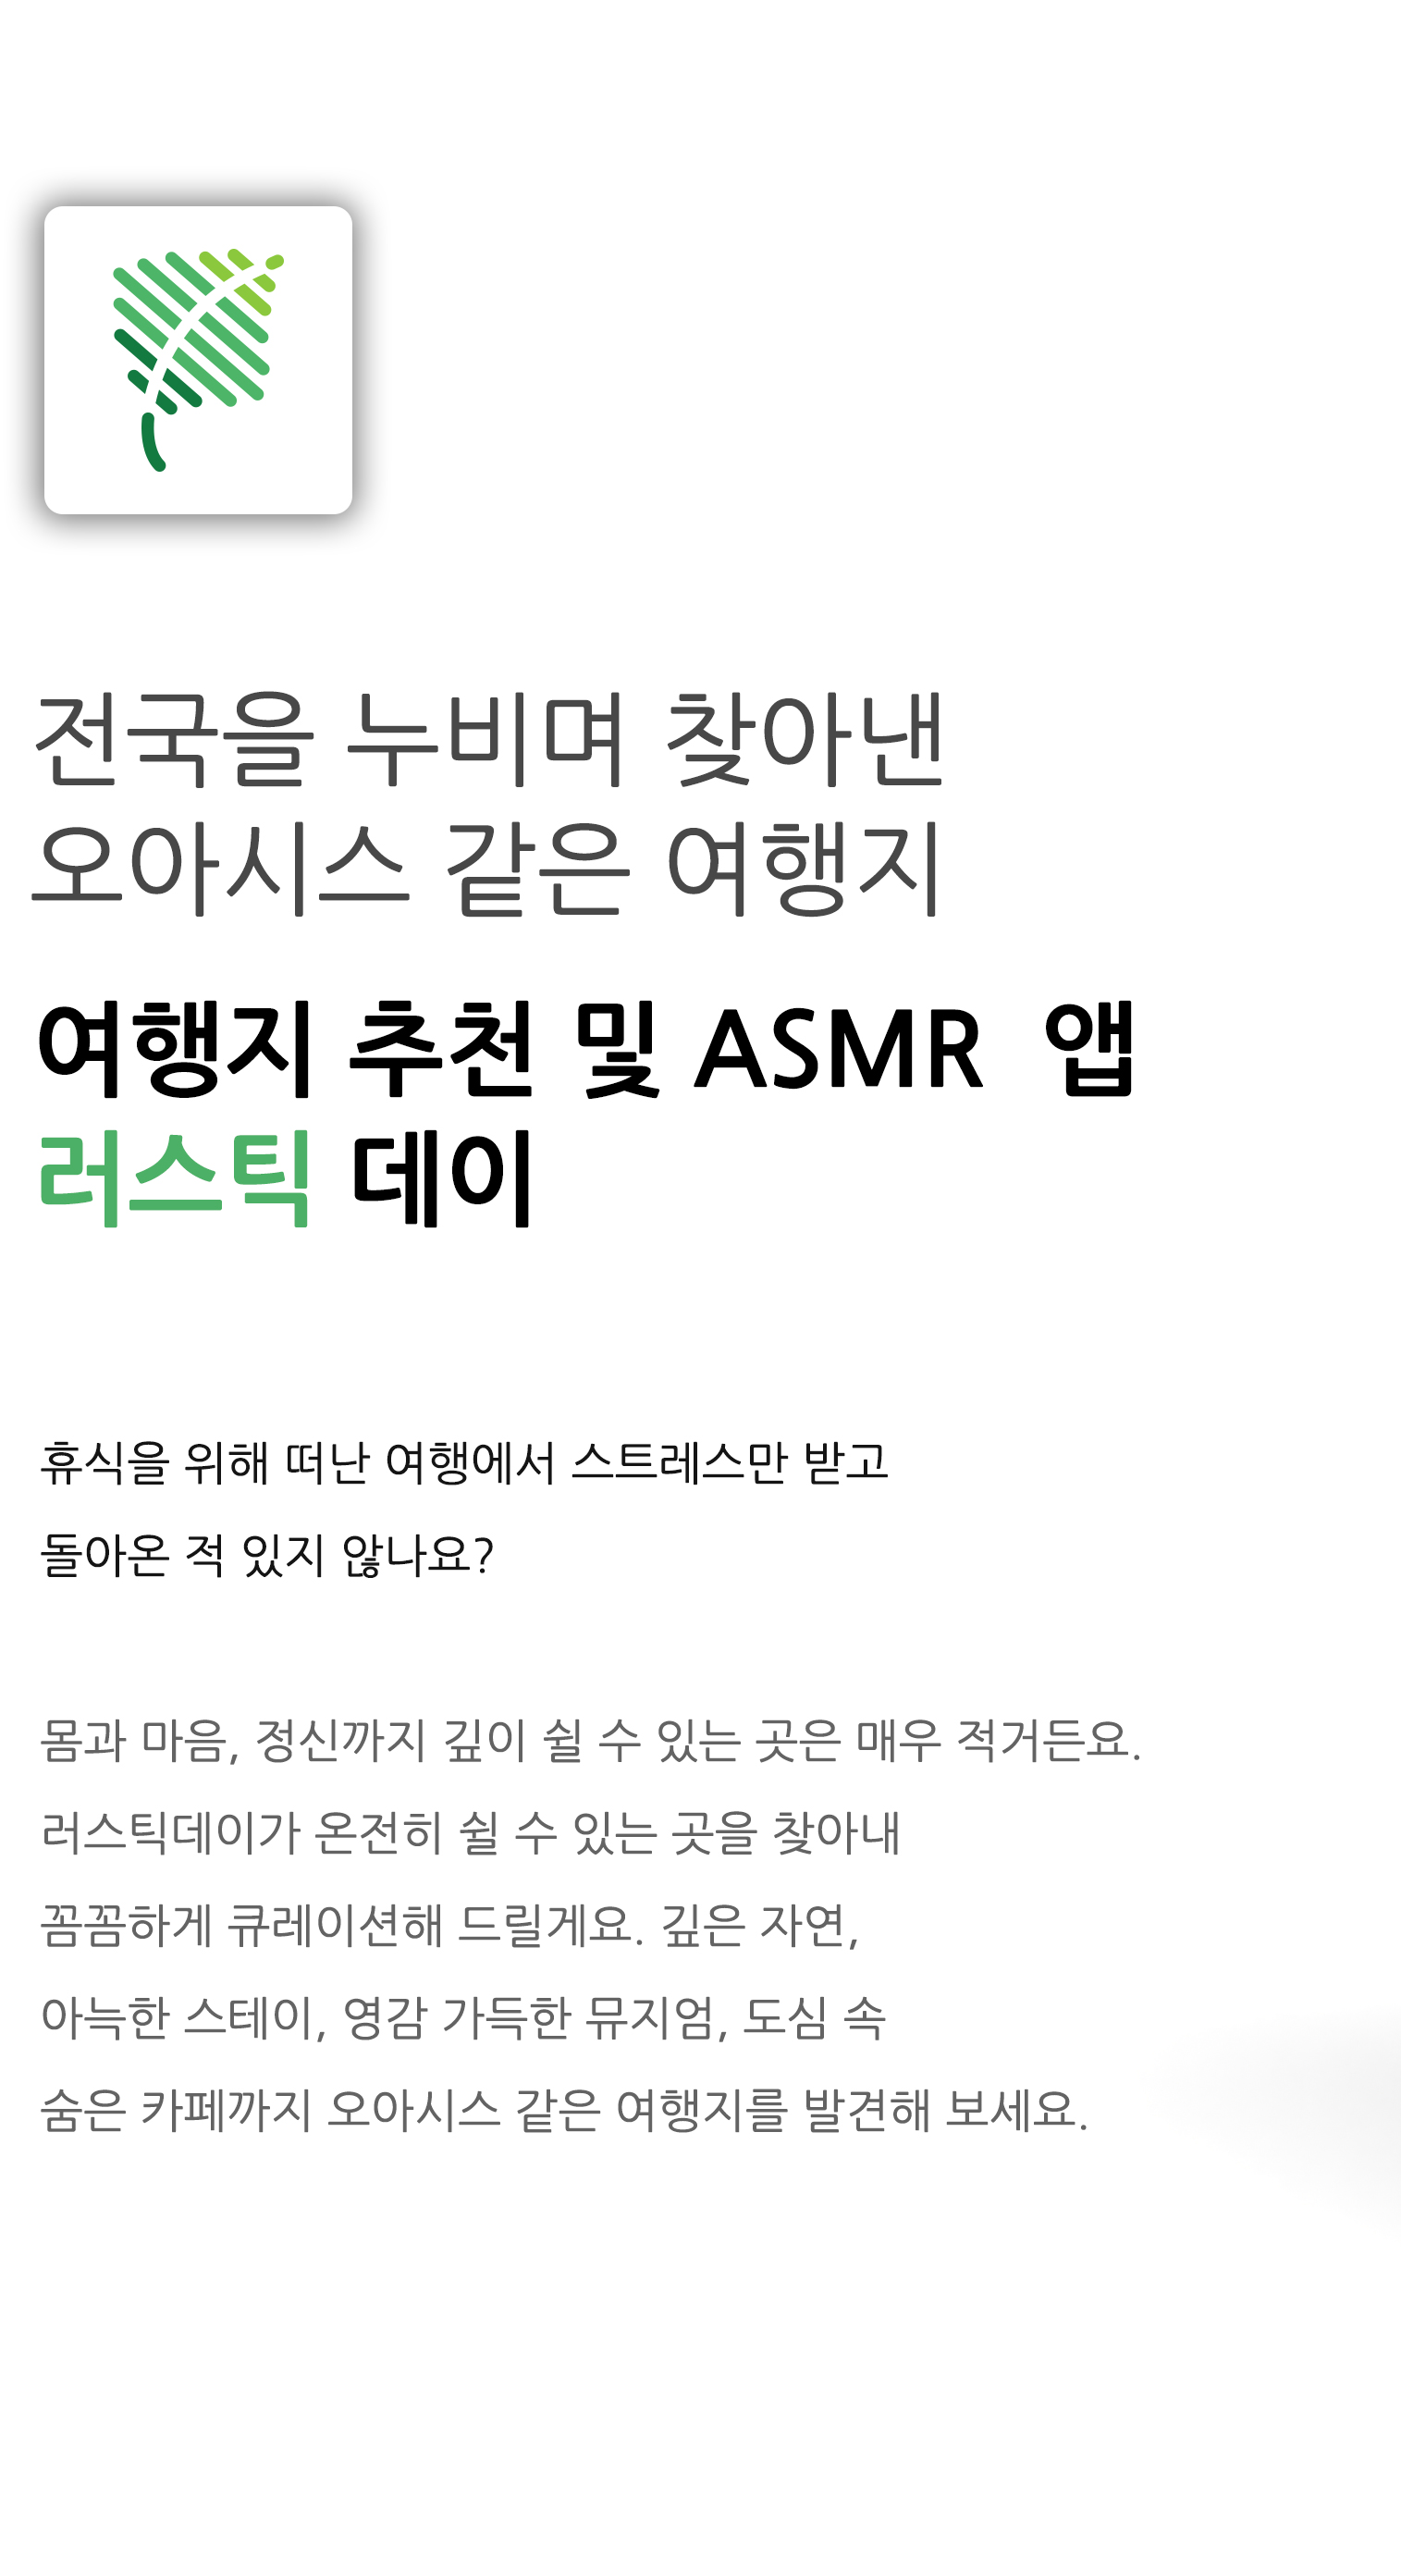 전국을 누비며 찾아낸
오아시스 같은 여행지
여행지 추천 및 ASMR 앱
러스틱 데이
휴식을 위해 떠난 여행에서 스트레스만 받고
돌아온 적 있지 않나요?
몸과 마음, 정신까지 깊이 쉴 수 있는 곳은 매우 적거든요.
러스틱데이가 온전히 쉴 수 있는 곳을 찾아내
꼼꼼하게 큐레이션해 드릴게요. 깊은 자연,
아늑한 스테이, 영감 가득한 뮤지엄, 도심 속
숨은 카페까지 오아시스 같은 여행지를 발견해 보세요.